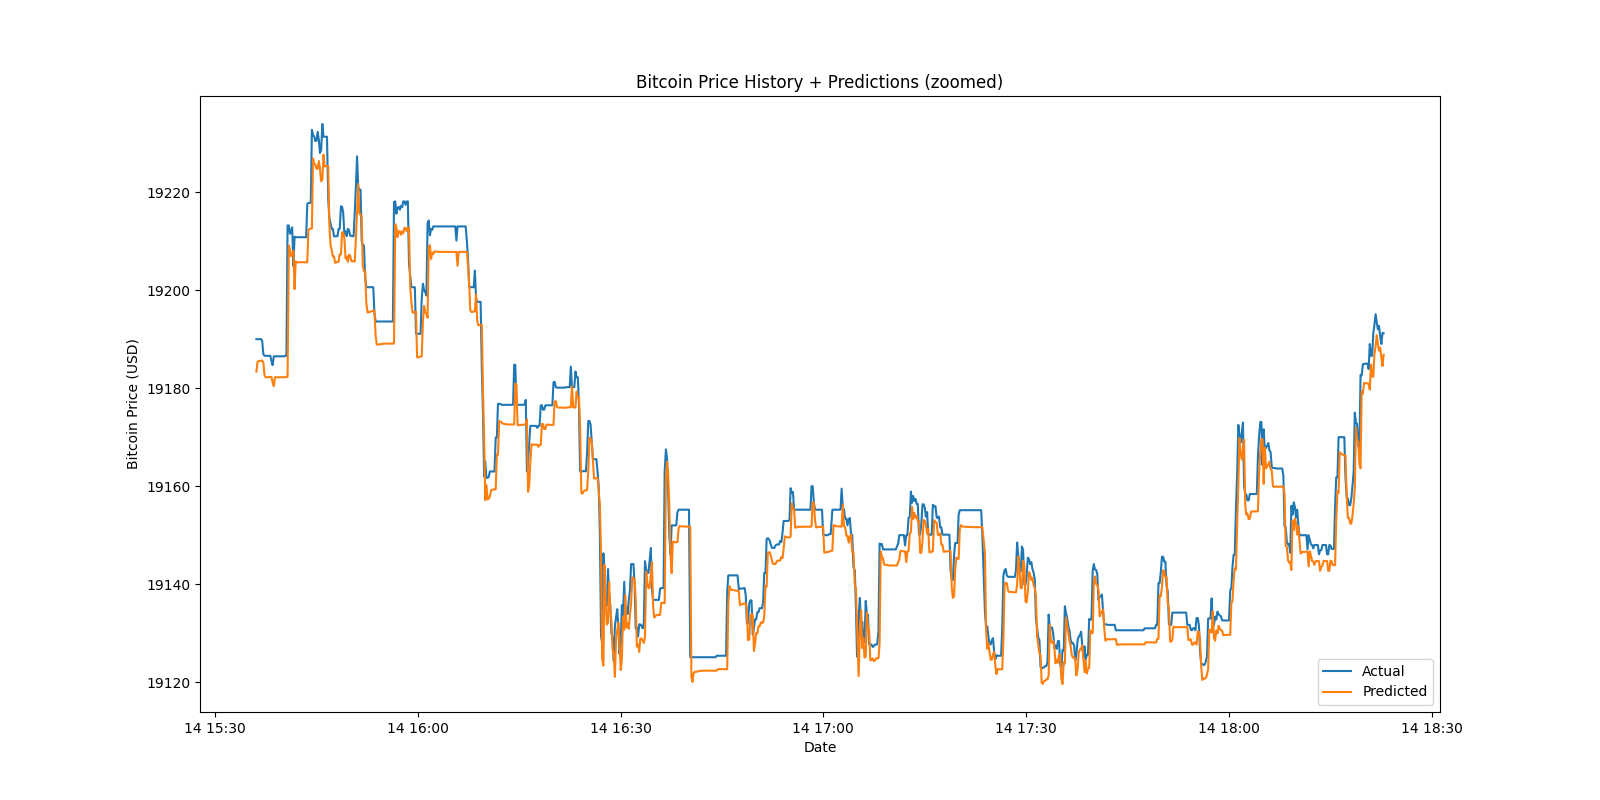 Bitcoin Price History + Predictions (zoomed)
Bitcoin Price (USD)
19220
19200
19180
19160
19140
19120
14 15:30
14 16:00
14 16:30
14 17:00
14 17:30
14 18:00
14 18:30
Date
Actual
Predicted